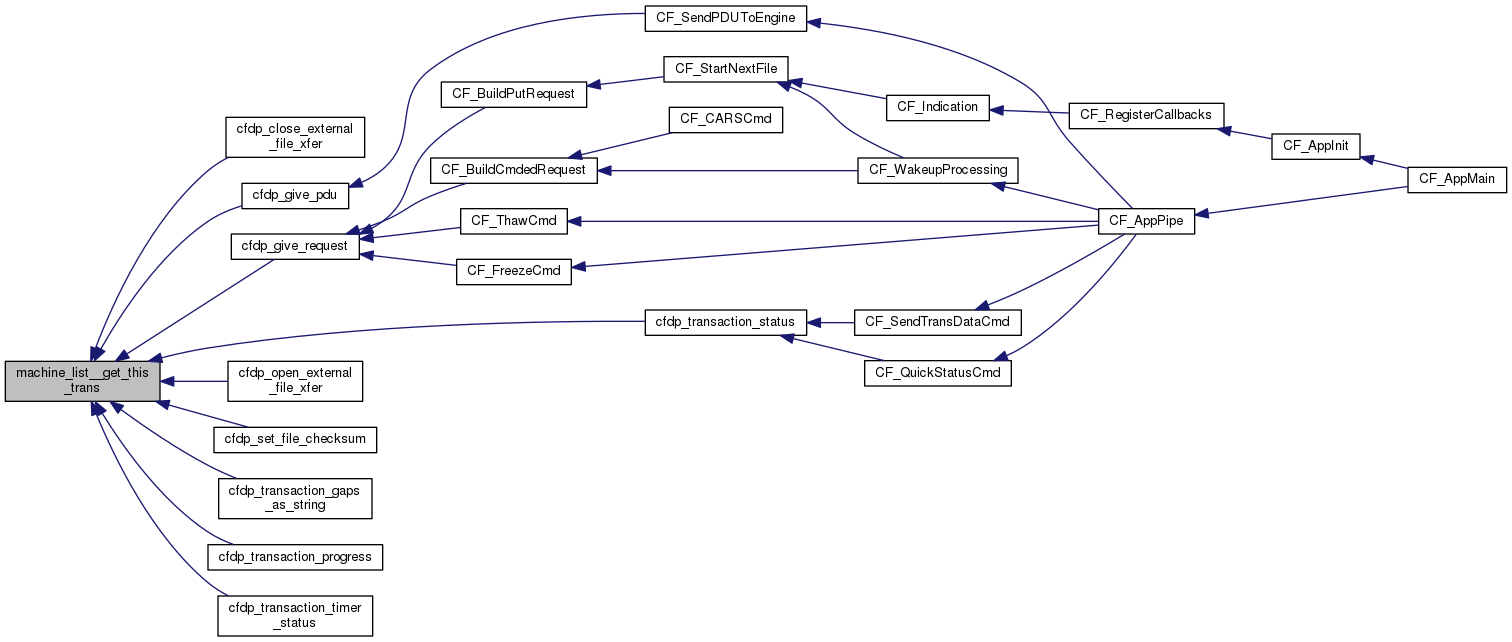 CF_SendPDUToEngine
CF_StartNextFile
CF_BuildPutRequest
CF_Indication
CF_RegisterCallbacks
CF_CARSCmd
cfdp_close_external
_file_xfer
CF_AppInit
CF_BuildCmdedRequest
CF_WakeupProcessing
CF_AppMain
cfdp_give_pdu
CF_ThawCmd
CF_AppPipe
cfdp_give_request
CF_FreezeCmd
cfdp_transaction_status
CF_SendTransDataCmd
machine_list__get_this
_trans
cfdp_open_external
_file_xfer
CF_QuickStatusCmd
cfdp_set_file_checksum
cfdp_transaction_gaps
_as_string
cfdp_transaction_progress
cfdp_transaction_timer
_status